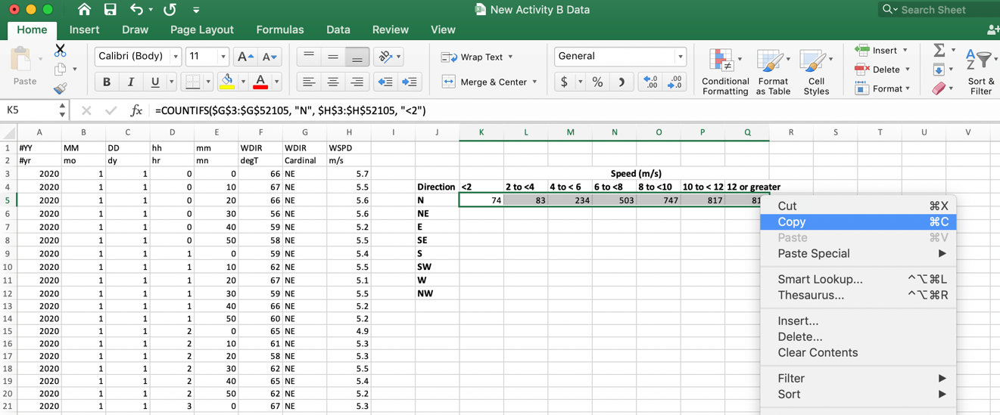 New Activity B Data
Search Sheet
Home Insert Draw Page Layout Formulas Data Review View
Paste
Calibri (Body) 11 A A
B I U A
Wrap Text
Merge & Center
General
$ % )
.0 .00
.00 .0
Conditional Formatting
Format as Table
Cell Styles
Insert
Delete
Format
Σ
A Z
Sort & Filter
K5 fx =COUNTIFS($G$3:$G$52105, "N", $H$3:$H$52105, "<2")
A B C D E F G H I J K L M N O P Q R S T U V
1 #YY MM DD hh mm WDIR WDIR WSPD
2 #yr mo dy hr mn degT Cardinal m/s
3 2020 1 1 0 0 66 NE 5.7 Speed (m/s)
4 2020 1 1 0 10 67 NE 5.5 Direction <2 2 to <4 4 to < 6 6 to <8 8 to <10 10 to < 12 12 or greater
5 2020 1 1 0 20 66 NE 5.6 N 74 83 234 503 747 817
6 2020 1 1 0 30 56 NE 5.6 NE
7 2020 1 1 0 40 59 NE 5.2 E
8 2020 1 1 0 50 58 NE 5.5 SE
9 2020 1 1 1 0 59 NE 5.4 S
10 2020 1 1 1 10 62 NE 5.5 SW
11 2020 1 1 1 20 67 NE 5.1 W
12 2020 1 1 1 30 59 NE 5.5 NW
13 2020 1 1 1 40 66 NE 5.2
14 2020 1 1 1 50 60 NE 5.2
15 2020 1 1 2 0 65 NE 4.9
16 2020 1 1 2 10 61 NE 5.3
17 2020 1 1 2 20 58 NE 5.3
18 2020 1 1 2 30 62 NE 5.5
19 2020 1 1 2 40 65 NE 5.4
20 2020 1 1 2 50 62 NE 5.2
21 2020 1 1 3 0 67 NE 5.3
Cut ⌘X
Copy ⌘C
Paste ⌘V
Paste Special
Smart Lookup... ^⌥⌘L
Thesaurus... ^⌥⌘R
Insert...
Delete...
Clear Contents
Filter
Sort